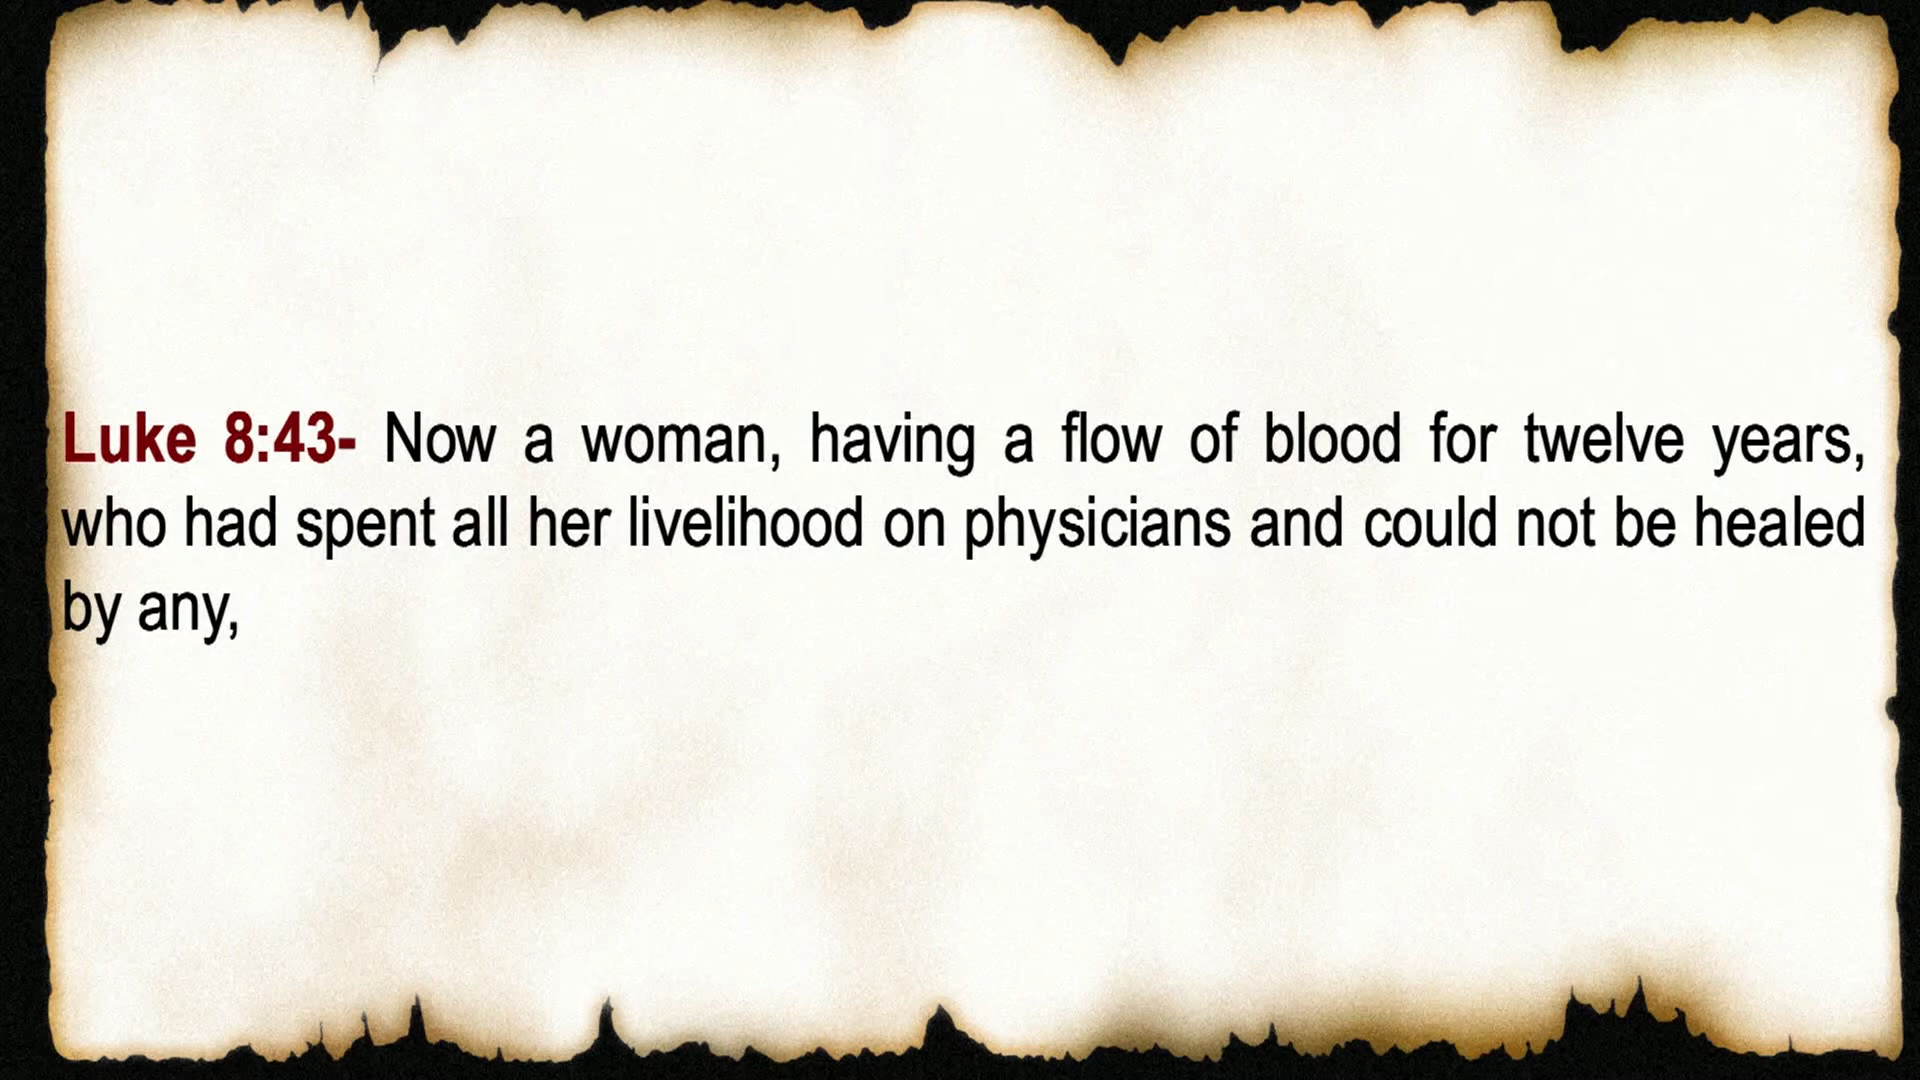 Luke 8:43- Now a woman, having a flow of blood for twelve years,
who had spent all her livelihood on physicians and could not be healed
by any,